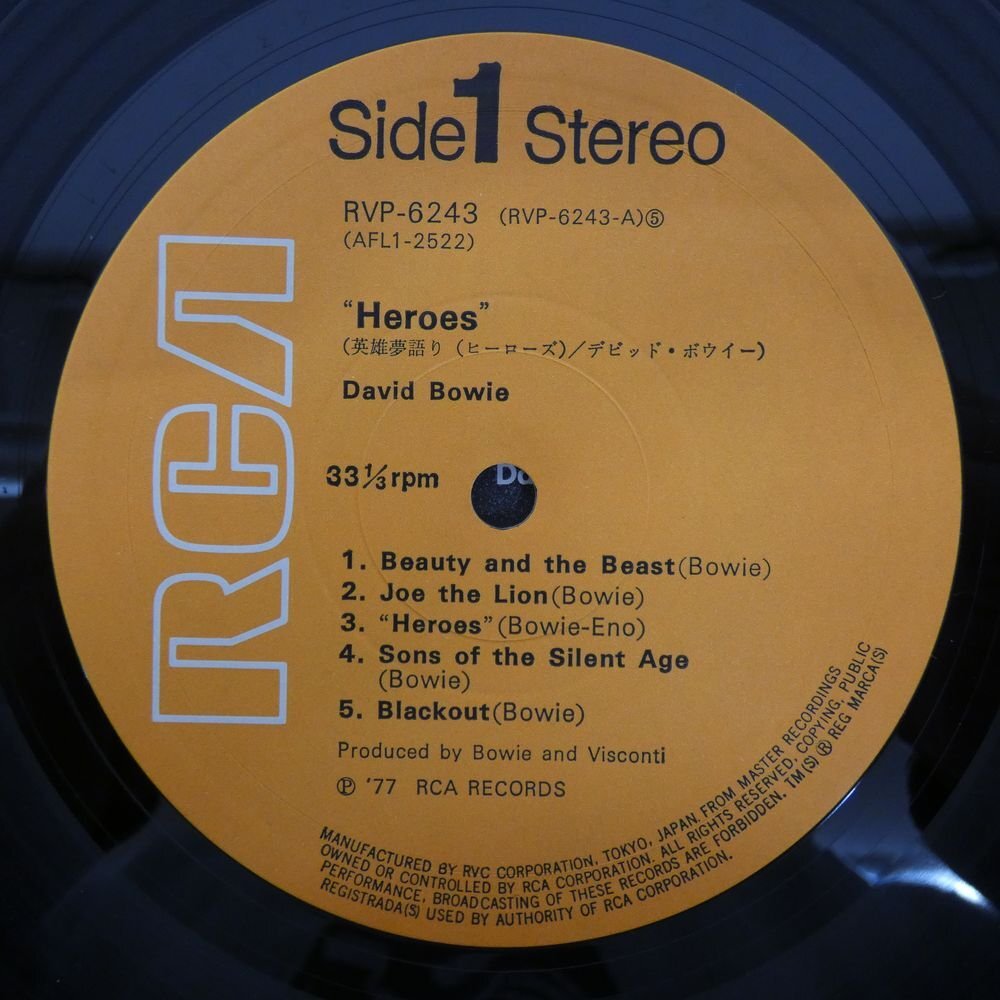 Side 1 Stereo
RVP-6243 (RVP-6243-A)⑤
(AFL1-2522)
RCA
"Heroes"
(英雄夢語り (ヒーローズ)/デビッド・ボウイー)
David Bowie
33⅓rpm
1. Beauty and the Beast(Bowie)
2. Joe the Lion(Bowie)
3. "Heroes"(Bowie-Eno)
4. Sons of the Silent Age
(Bowie)
5. Blackout(Bowie)
Produced by Bowie and Visconti
Ⓟ '77 RCA RECORDS
MANUFACTURED BY RVC CORPORATION, TOKYO, JAPAN. FROM MASTER RECORDINGS
OWNED OR CONTROLLED BY RCA CORPORATION. ALL RIGHTS RESERVED, COPYING, PUBLIC
PERFORMANCE, BROADCASTING OF THESE RECORDS ARE FORBIDDEN. TM(S) ® REG MARCA(S)
REGISTRADA(S) USED BY AUTHORITY OF RCA CORPORATION.